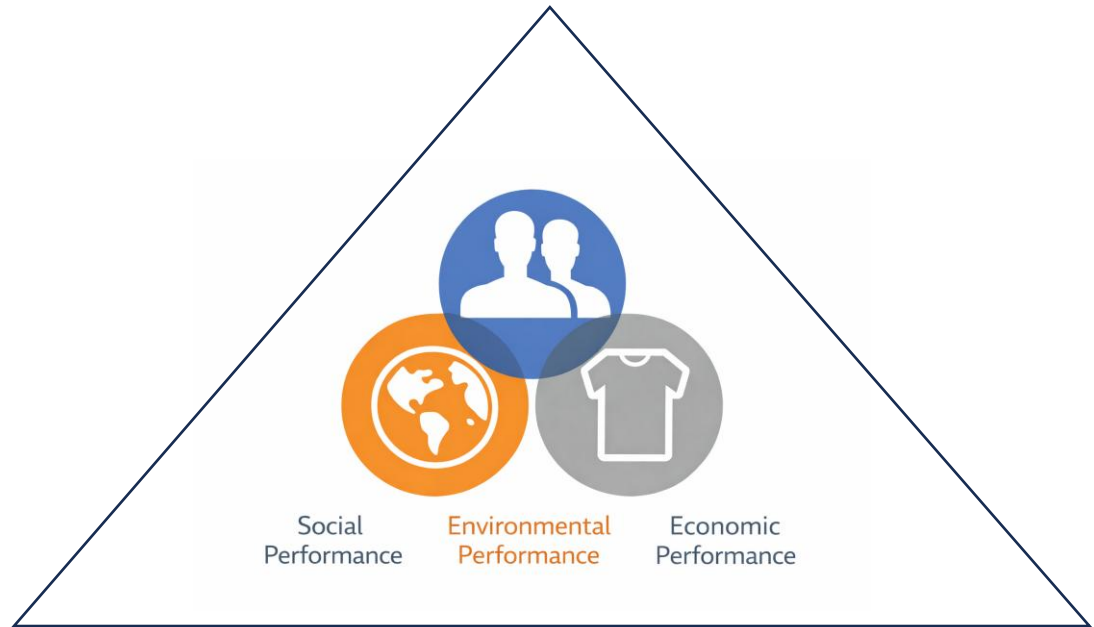 Social
Performance
Environmental
Performance
Economic
Performance